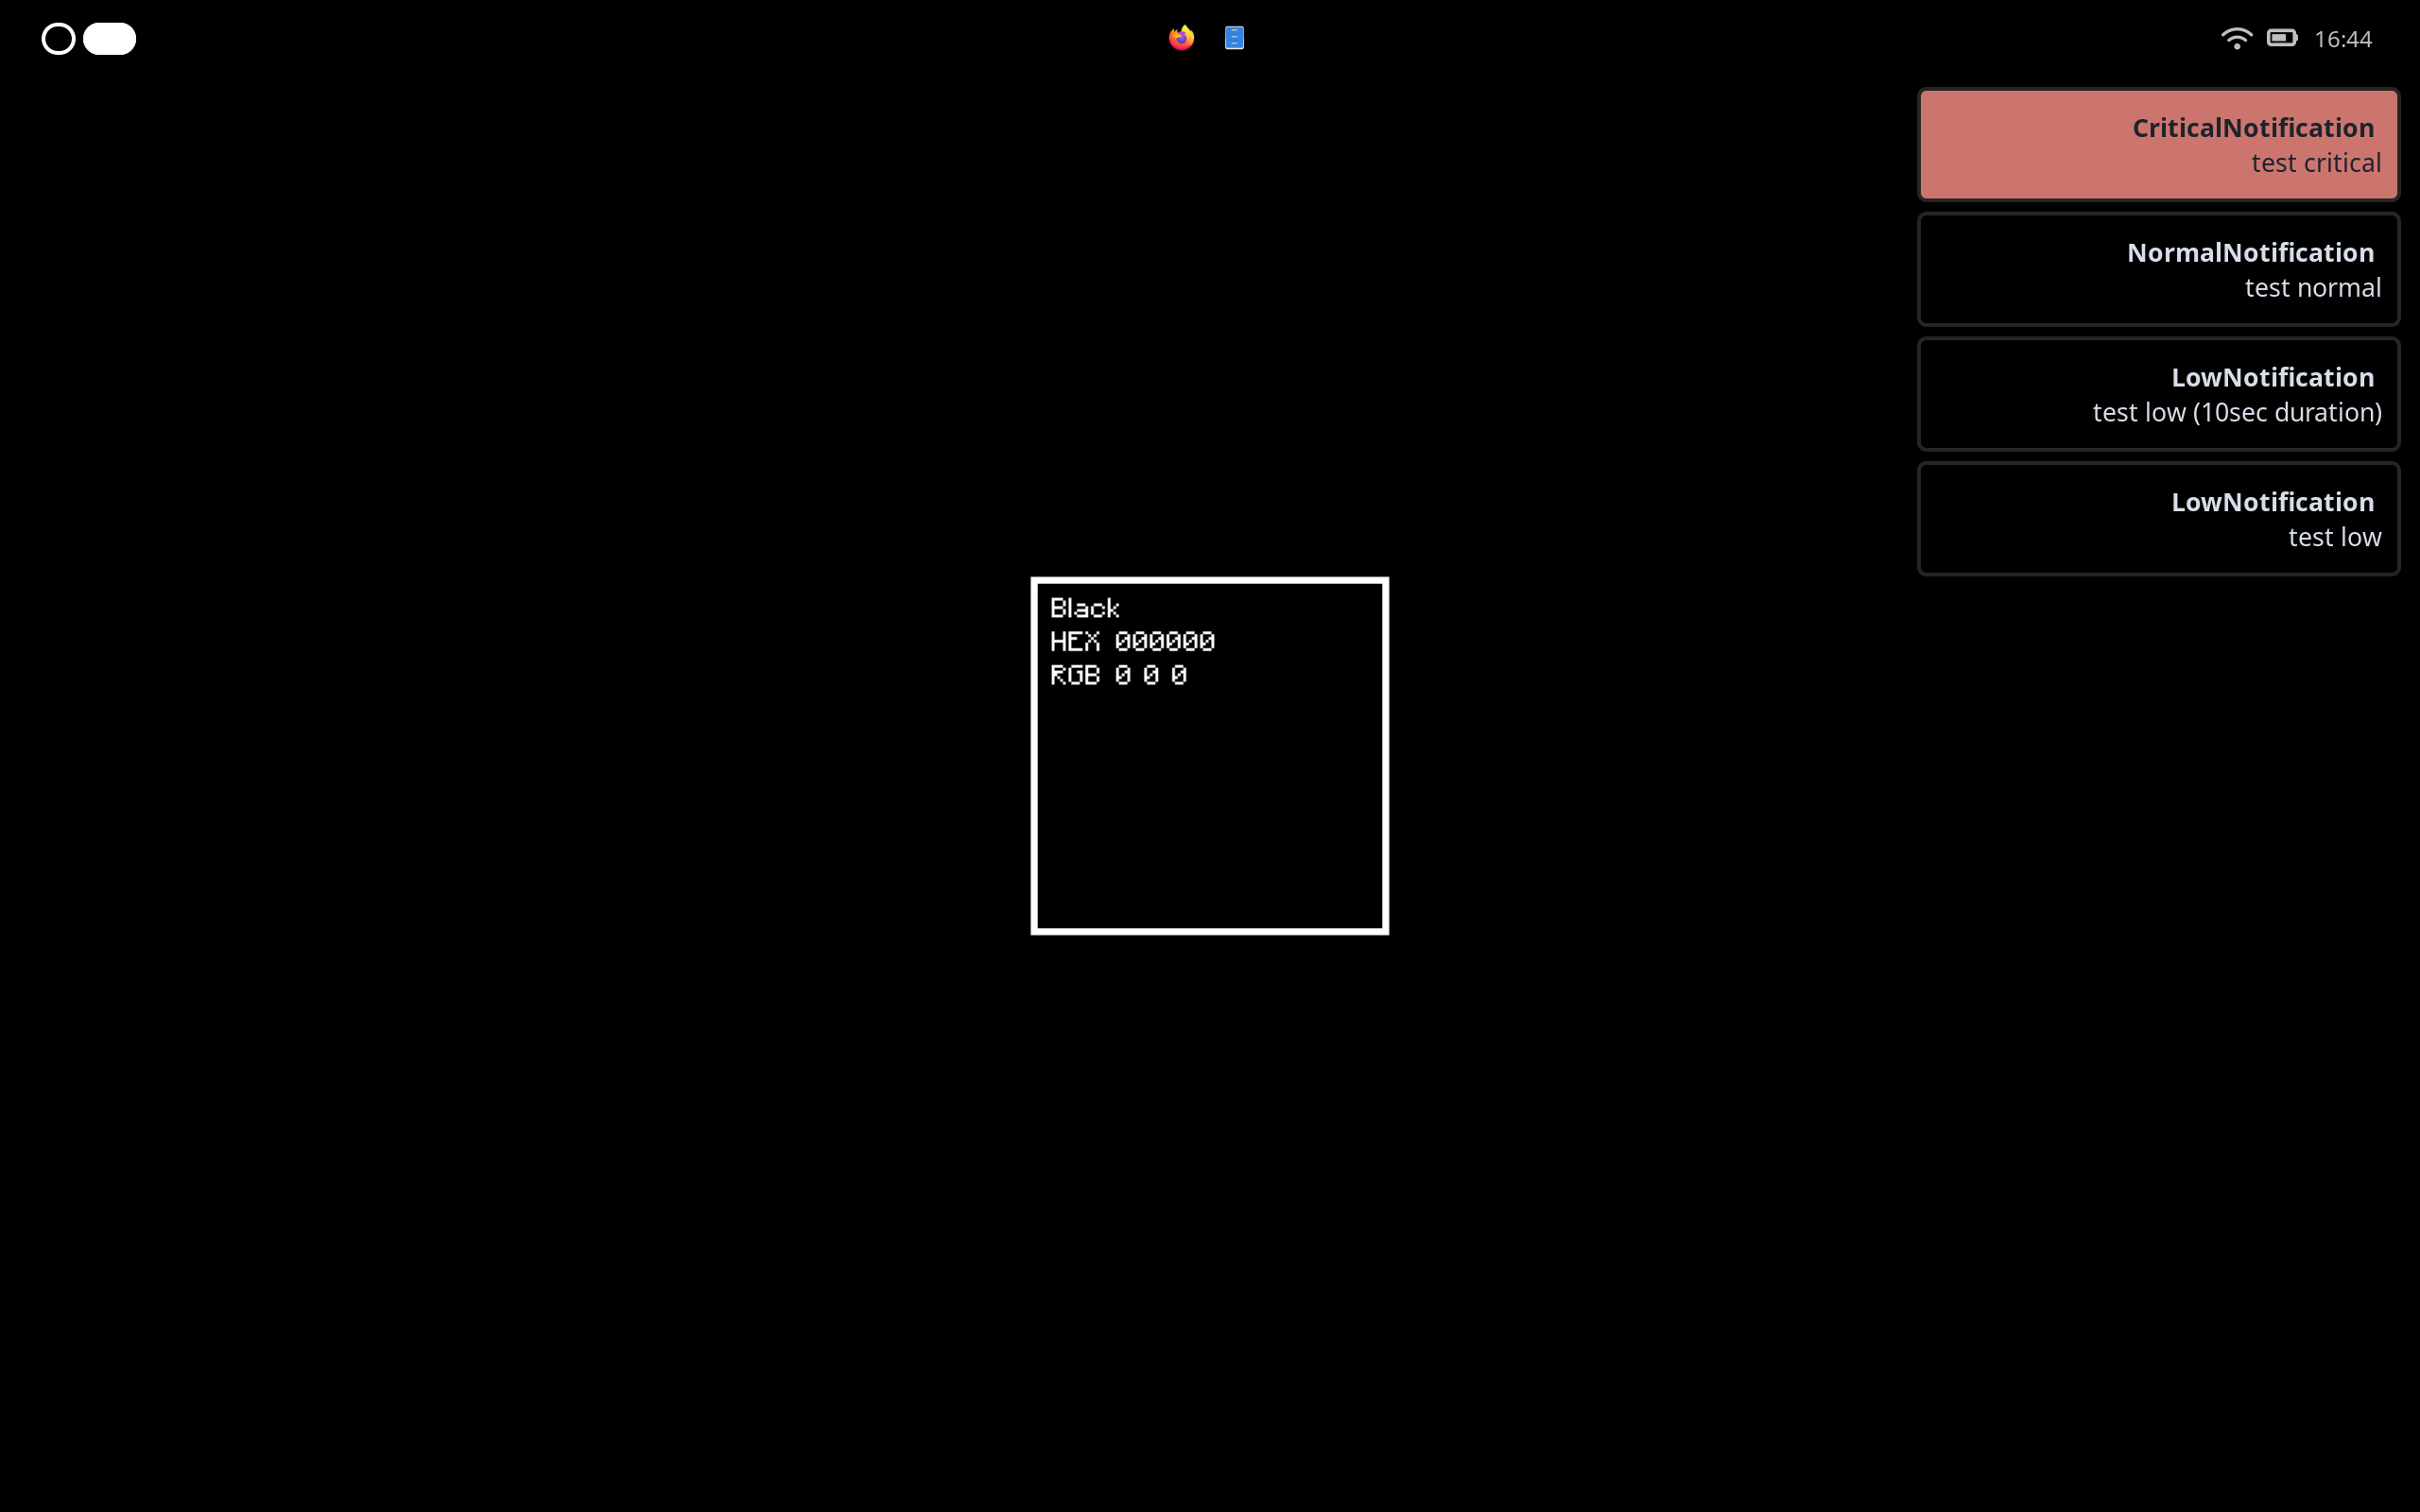 16:44
CriticalNotification
test critical
NormalNotification
test normal
LowNotification
test low (10sec duration)
LowNotification
test low
Black
HEX 000000
RGB 0 0 0